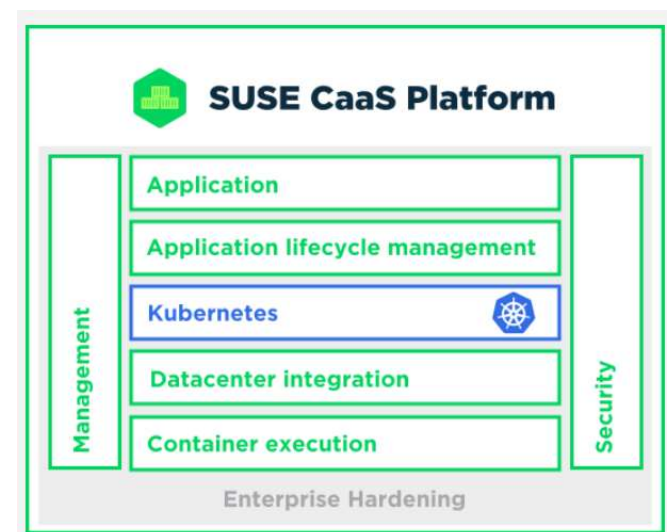 SUSE CaaS Platform
Management
Application
Application lifecycle management
Kubernetes
Datacenter integration
Container execution
Security
Enterprise Hardening